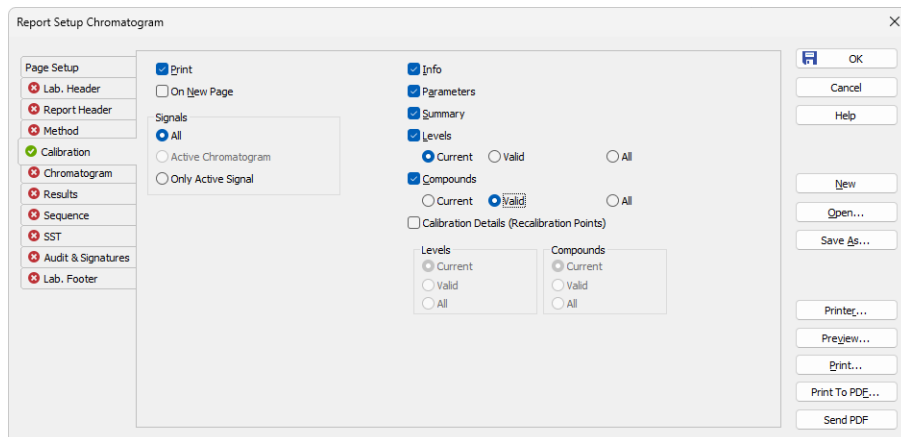 Report Setup Chromatogram
Page Setup
Lab. Header
Report Header
Method
Calibration
Chromatogram
Results
Sequence
SST
Audit & Signatures
Lab. Footer
Print
On New Page
Signals
All
Active Chromatogram
Only Active Signal
Info
Parameters
Summary
Levels
Current Valid All
Compounds
Current Valid All
Calibration Details (Recalibration Points)
Levels
Current
Valid
All
Compounds
Current
Valid
All
OK
Cancel
Help
New
Open...
Save As...
Printer...
Preview...
Print...
Print To PDF...
Send PDF